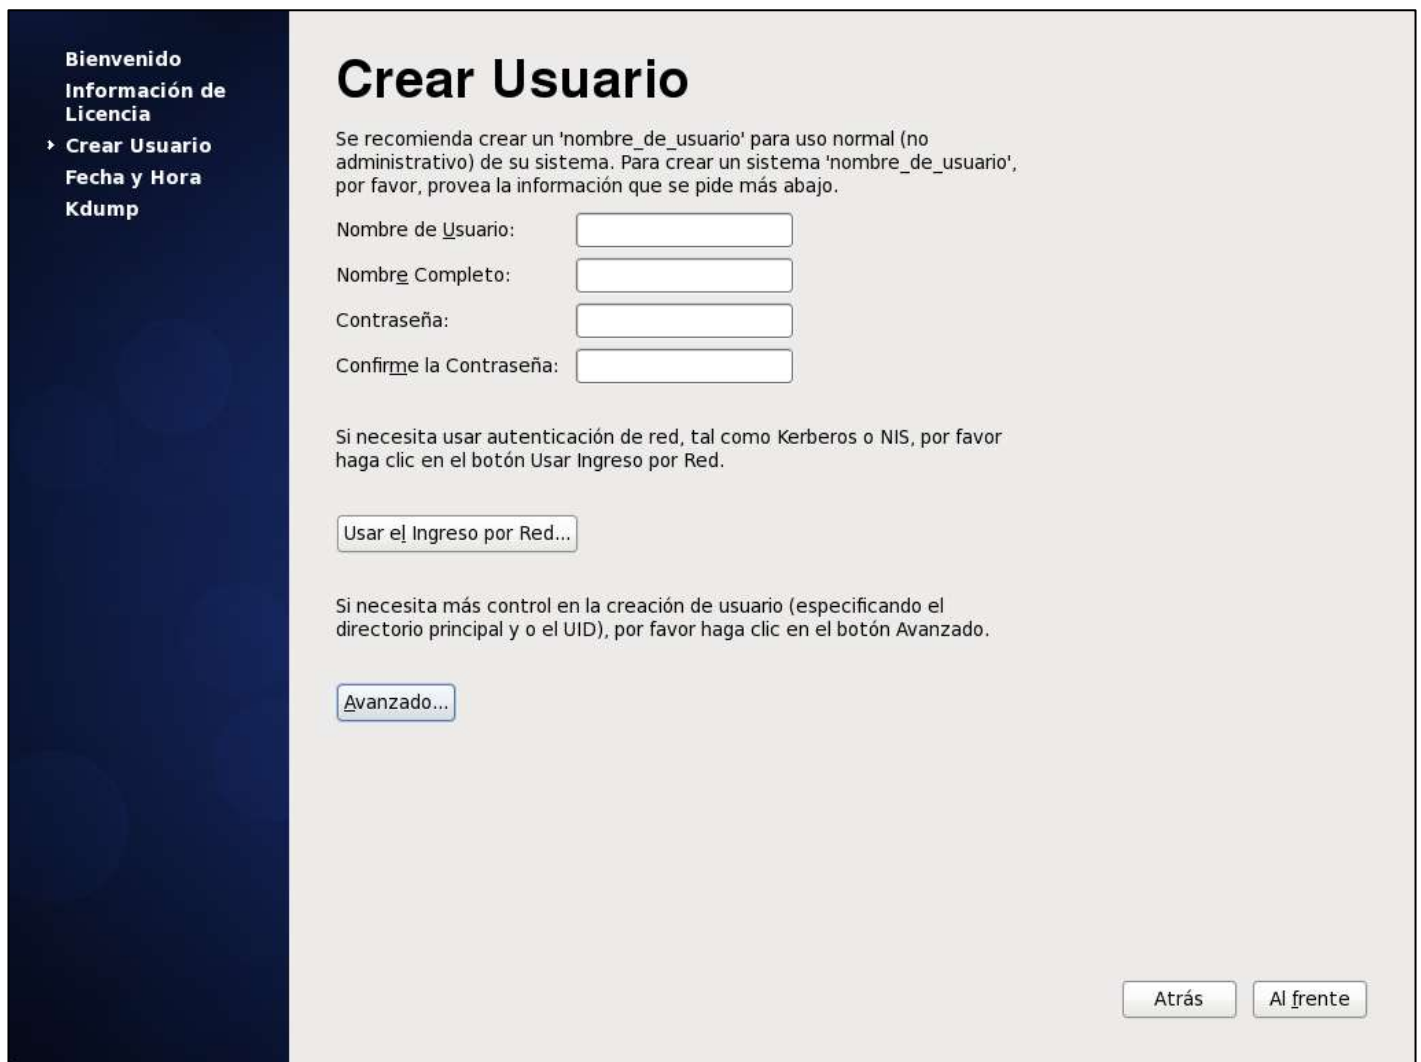 Bienvenido
Información de
Licencia
Crear Usuario
Fecha y Hora
Kdump
Crear Usuario
Se recomienda crear un 'nombre_de_usuario' para uso normal (no
administrativo) de su sistema. Para crear un sistema 'nombre_de_usuario',
por favor, provea la información que se pide más abajo.
Nombre de Usuario:
Nombre Completo:
Contraseña:
Confirme la Contraseña:
Si necesita usar autenticación de red, tal como Kerberos o NIS, por favor
haga clic en el botón Usar Ingreso por Red.
Usar el Ingreso por Red...
Si necesita más control en la creación de usuario (especificando el
directorio principal y o el UID), por favor haga clic en el botón Avanzado.
Avanzado...
Atrás
Al frente